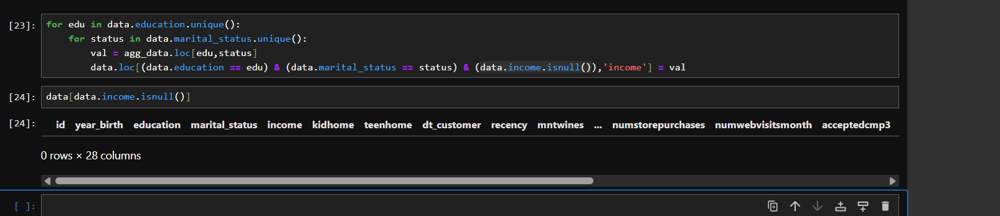 [23]: for edu in data.education.unique():
for status in data.marital_status.unique():
val = agg_data.loc[edu,status]
data.loc[(data.education == edu) & (data.marital_status == status) & (data.income.isnull()),'income'] = val
[24]: data[data.income.isnull()]
[24]: id year_birth education marital_status income kidhome teenhome dt_customer recency mntwines ... numstorepurchases numwebvisitsmonth acceptedcmp3
0 rows × 28 columns
[ ]: